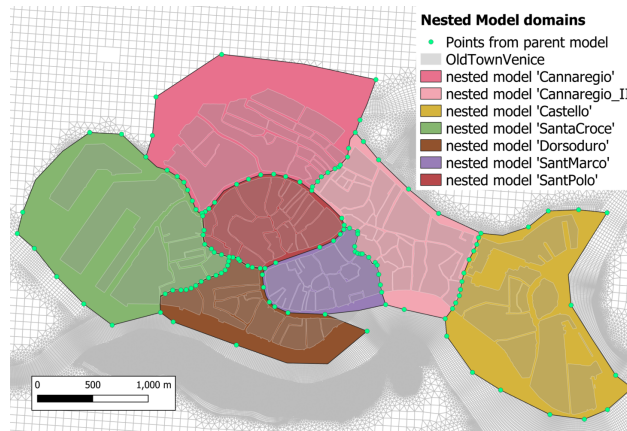 Nested Model domains
Points from parent model
OldTownVenice
nested model 'Cannaregio'
nested model 'Cannaregio_II
nested model 'Castello'
nested model 'SantaCroce'
nested model 'Dorsoduro'
nested model 'SantMarco'
nested model 'SantPolo'
0 500 1,000 m